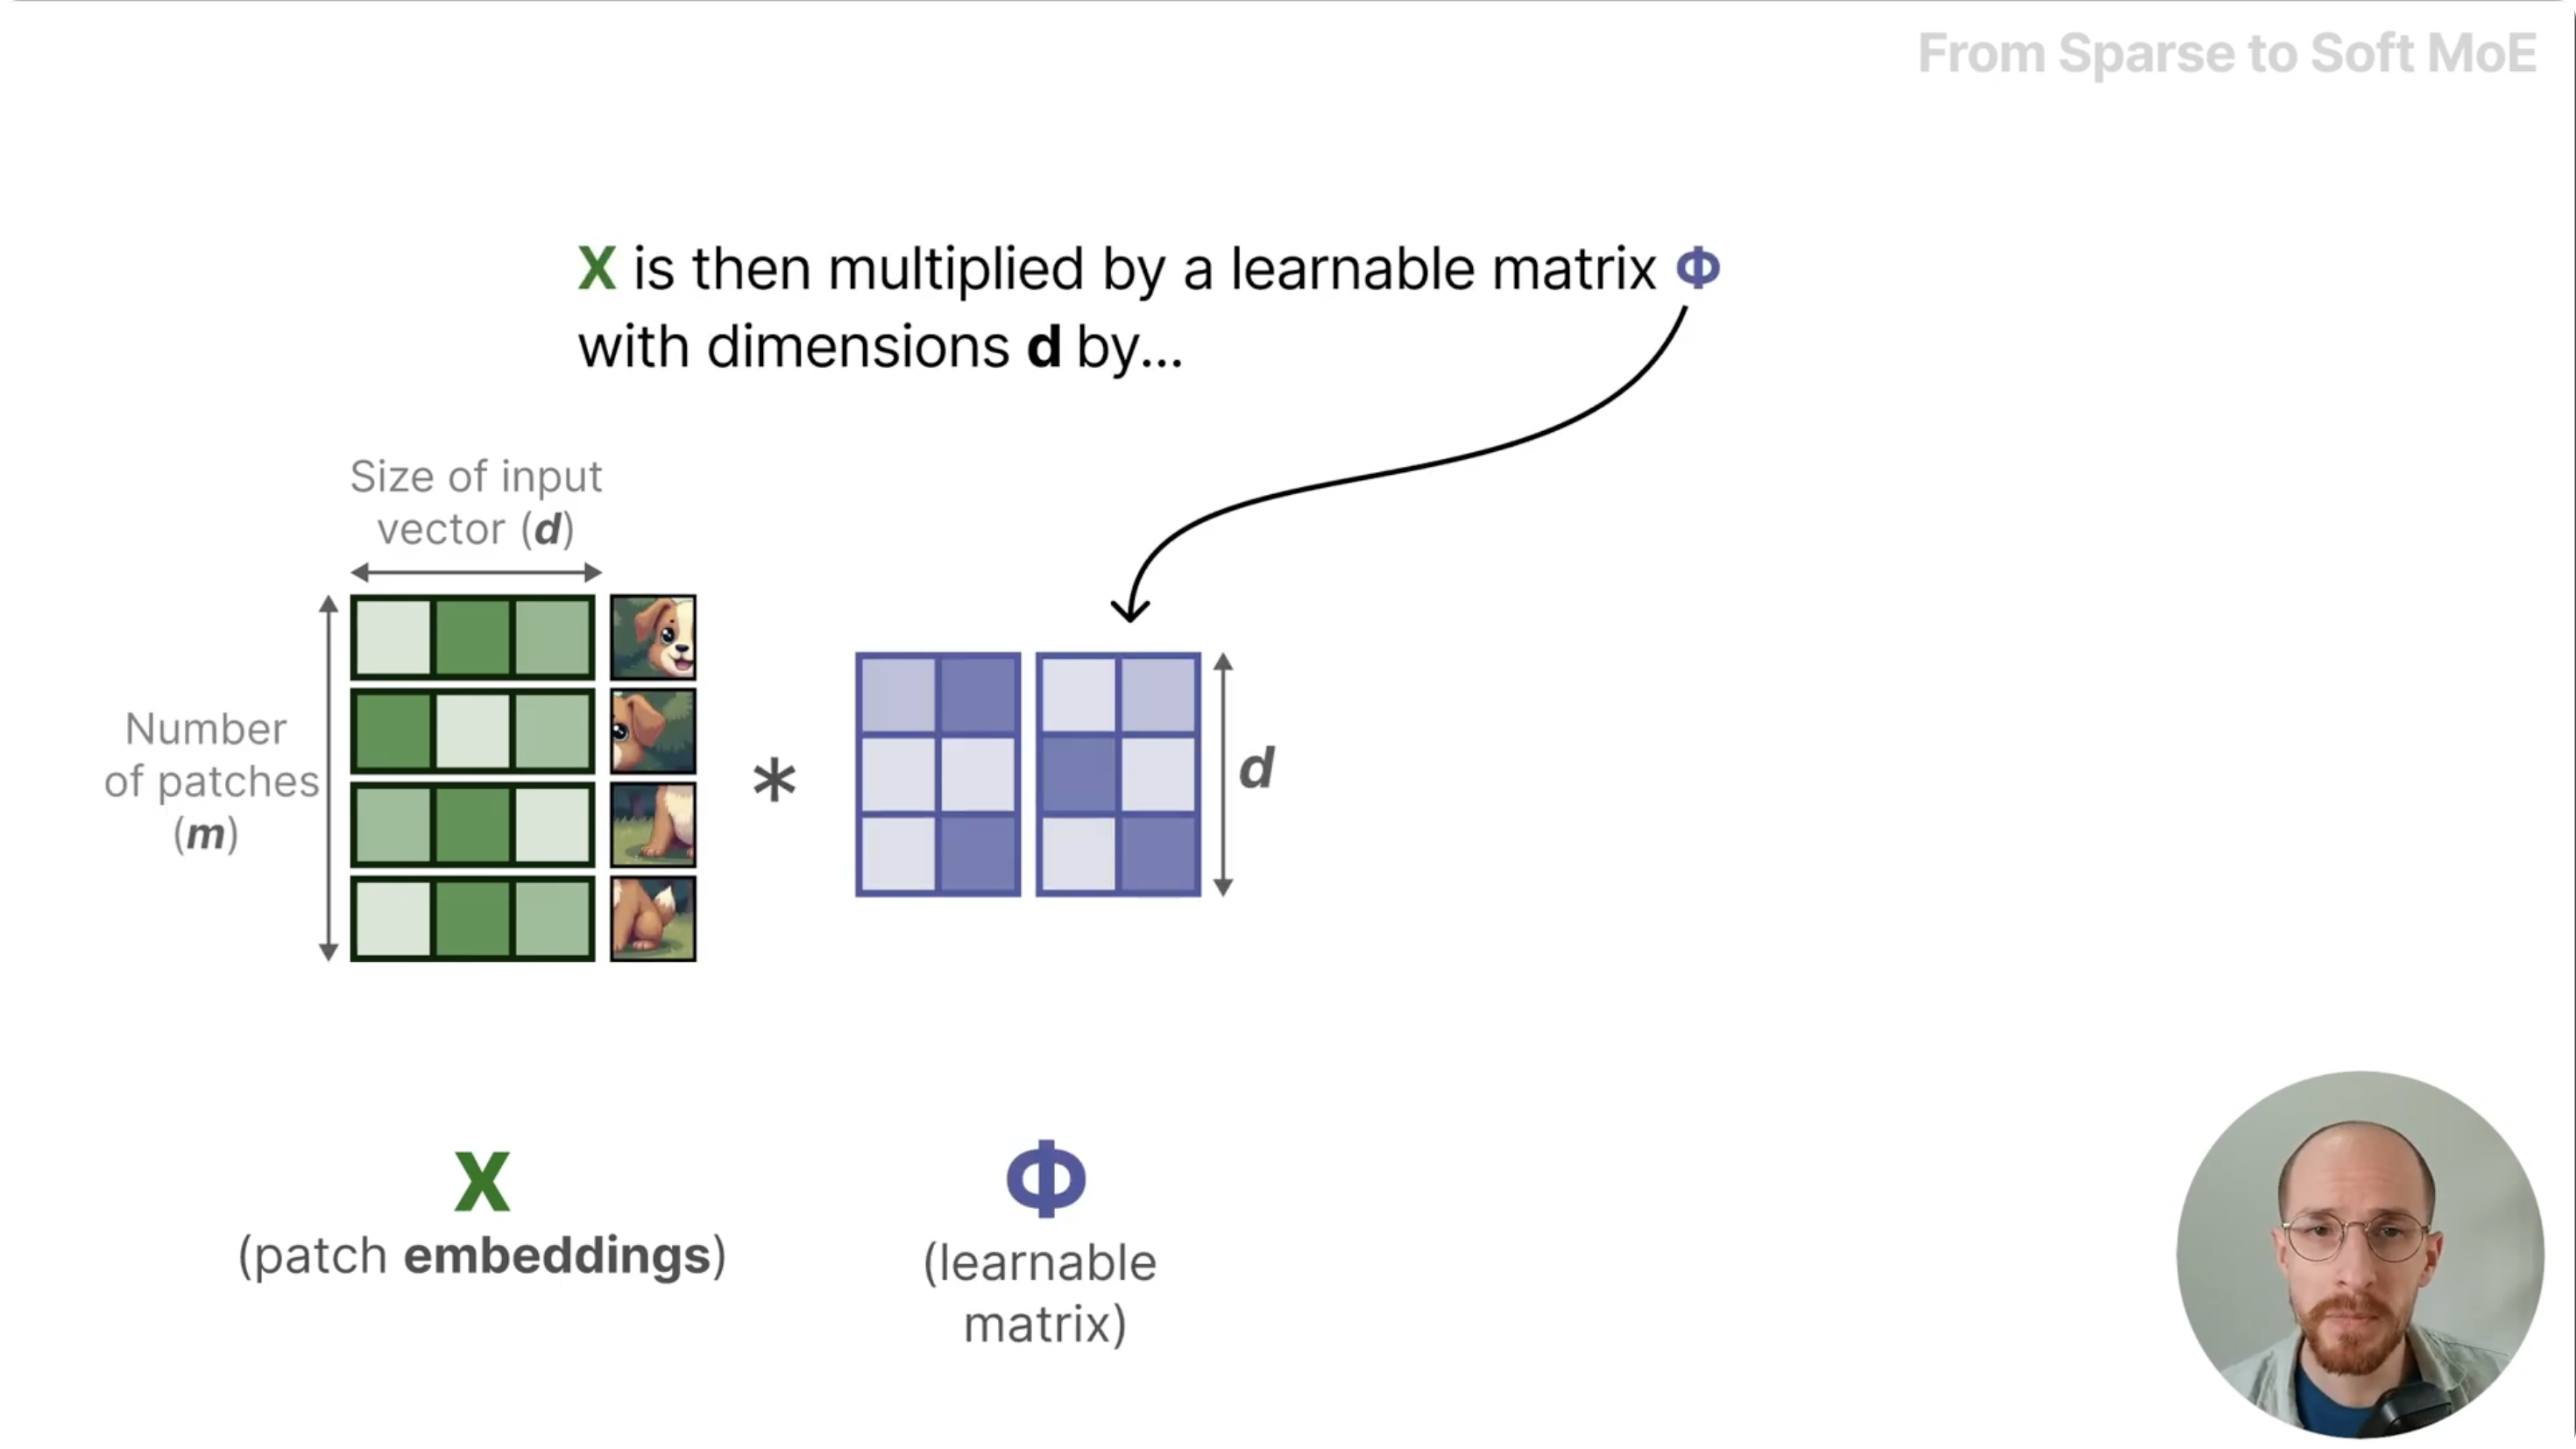 From Sparse to Soft MoE
X is then multiplied by a learnable matrix Φ
with dimensions d by...
Size of input
vector (d)
Number
of patches
(m)
*
d
X
(patch embeddings)
Φ
(learnable
matrix)